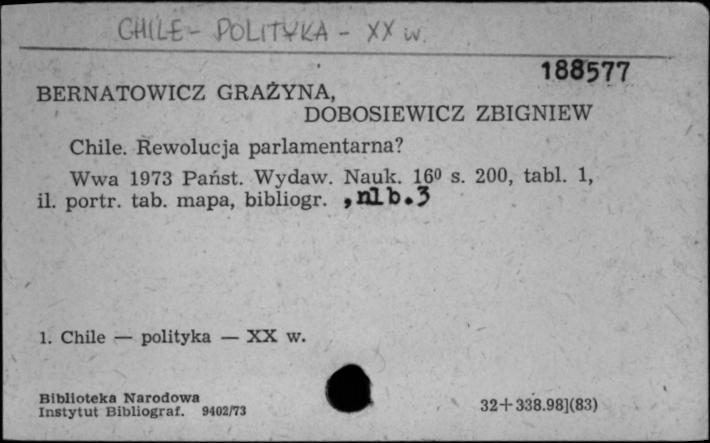 CHILE - POLITYKA - XX w.
188577
BERNATOWICZ GRAŻYNA,
DOBOSIEWICZ ZBIGNIEW
Chile. Rewolucja parlamentarna?
Wwa 1973 Państ. Wydaw. Nauk. 16⁰ s. 200, tabl. 1,
il. portr. tab. mapa, bibliogr. , nlb.3
1. Chile — polityka — XX w.
Biblioteka Narodowa
Instytut Bibliograf. 9402/73
32+338.98](83)